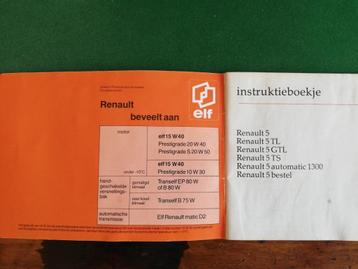 Renault
beveelt aan
elf
motor
elf 15 W 40
Prestigrade 20 W 40
Prestigrade S 20 W 50
onder -10°C
elf 15 W 40
Prestigrade 10 W 30
hand-
geschakelde
versnellings-
bak
gematigd
klimaat
Tranself EP 80 W
of B 80 W
zeer koud
klimaat
Tranself B 75 W
automatische
transmissie
Elf Renault matic D2
instruktieboekje
Renault 5
Renault 5 TL
Renault 5 GTL
Renault 5 TS
Renault 5 automatic 1300
Renault 5 bestel